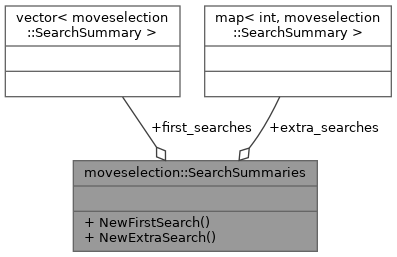 vector< moveselection
::SearchSummary >
map< int, moveselection
::SearchSummary >
+first_searches
+extra_searches
moveselection::SearchSummaries
+ NewFirstSearch()
+ NewExtraSearch()